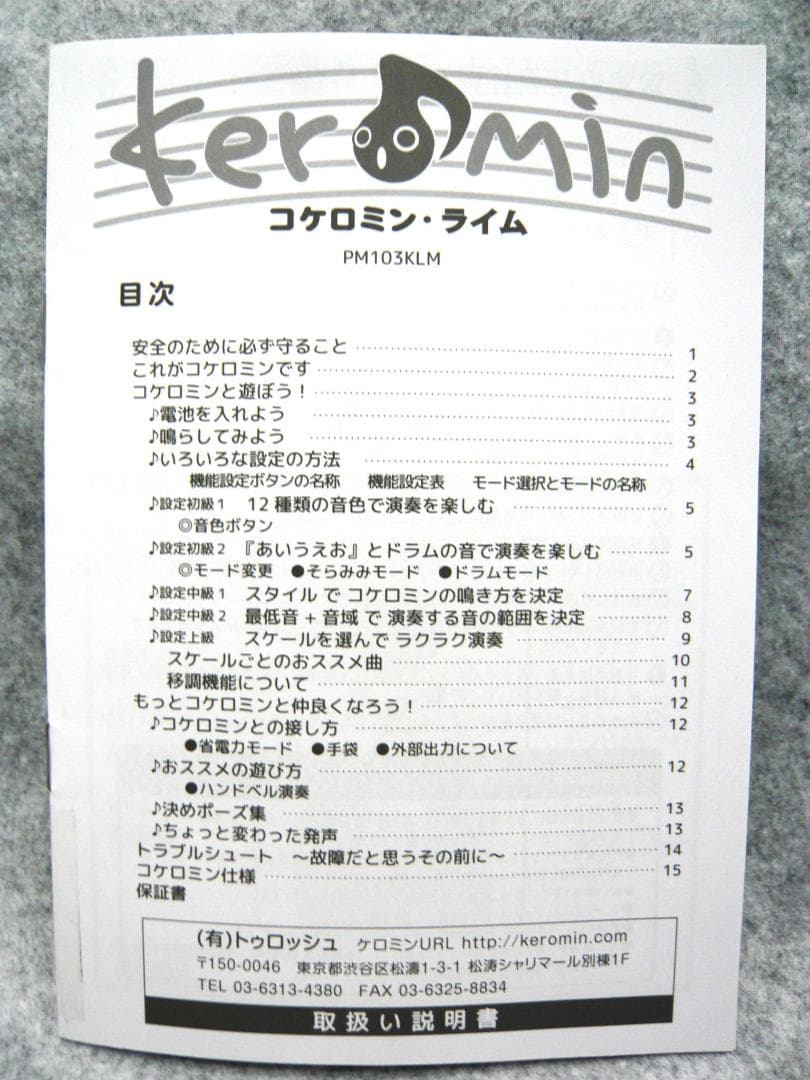 keromin
コケロミン・ライム
PM103KLM
目次
安全のために必ず守ること 1
これがコケロミンです 2
コケロミンと遊ぼう！ 3
♪電池を入れよう 3
♪鳴らしてみよう 3
♪いろいろな設定の方法 4
機能設定ボタンの名称 機能設定表 モード選択とモードの名称
♪設定初級1 12種類の音色で演奏を楽しむ 5
◎音色ボタン
♪設定初級2 『あいうえお』とドラムの音で演奏を楽しむ 5
◎モード変更 ●そらみみモード ●ドラムモード
♪設定中級1 スタイル で コケロミンの鳴き方を決定 7
♪設定中級2 最低音 + 音域 で 演奏する音の範囲を決定 8
♪設定上級 スケールを選んで ラクラク演奏 9
スケールごとのおススメ曲 10
移調機能について 11
もっとコケロミンと仲良くなろう！ 12
♪コケロミンとの接し方 12
●省電力モード ●手袋 ●外部出力について
♪おススメの遊び方 12
●ハンドベル演奏
♪決めポーズ集 13
♪ちょっと変わった発声 13
トラブルシュート ～故障だと思うその前に～ 14
コケロミン仕様 15
保証書
(有)トゥロッシュ ケロミンURL http://keromin.com
〒150-0046 東京都渋谷区松濤1-3-1 松涛シャリマール別棟1F
TEL 03-6313-4380 FAX 03-6325-8834
取扱い説明書